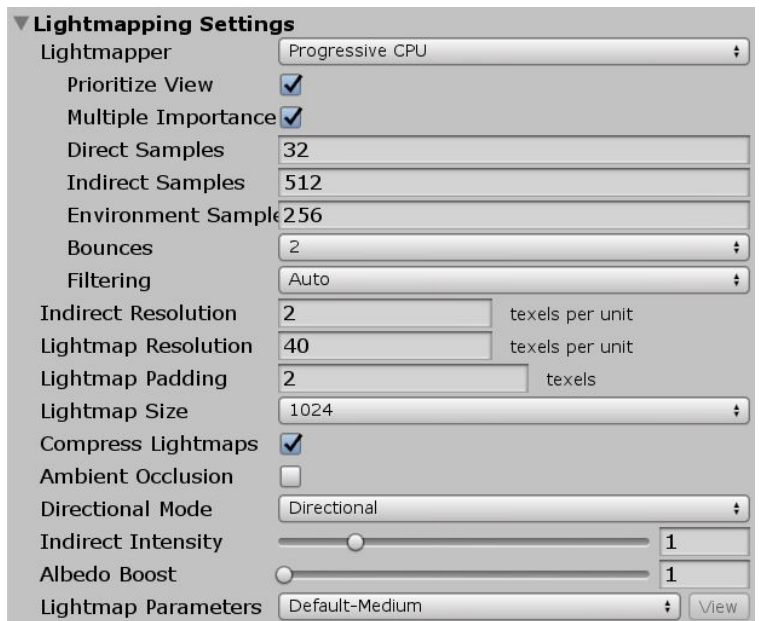 Lightmapping Settings
Lightmapper Progressive CPU
Prioritize View
Multiple Importance
Direct Samples 32
Indirect Samples 512
Environment Sample 256
Bounces 2
Filtering Auto
Indirect Resolution 2 texels per unit
Lightmap Resolution 40 texels per unit
Lightmap Padding 2 texels
Lightmap Size 1024
Compress Lightmaps
Ambient Occlusion
Directional Mode Directional
Indirect Intensity 1
Albedo Boost 1
Lightmap Parameters Default-Medium View